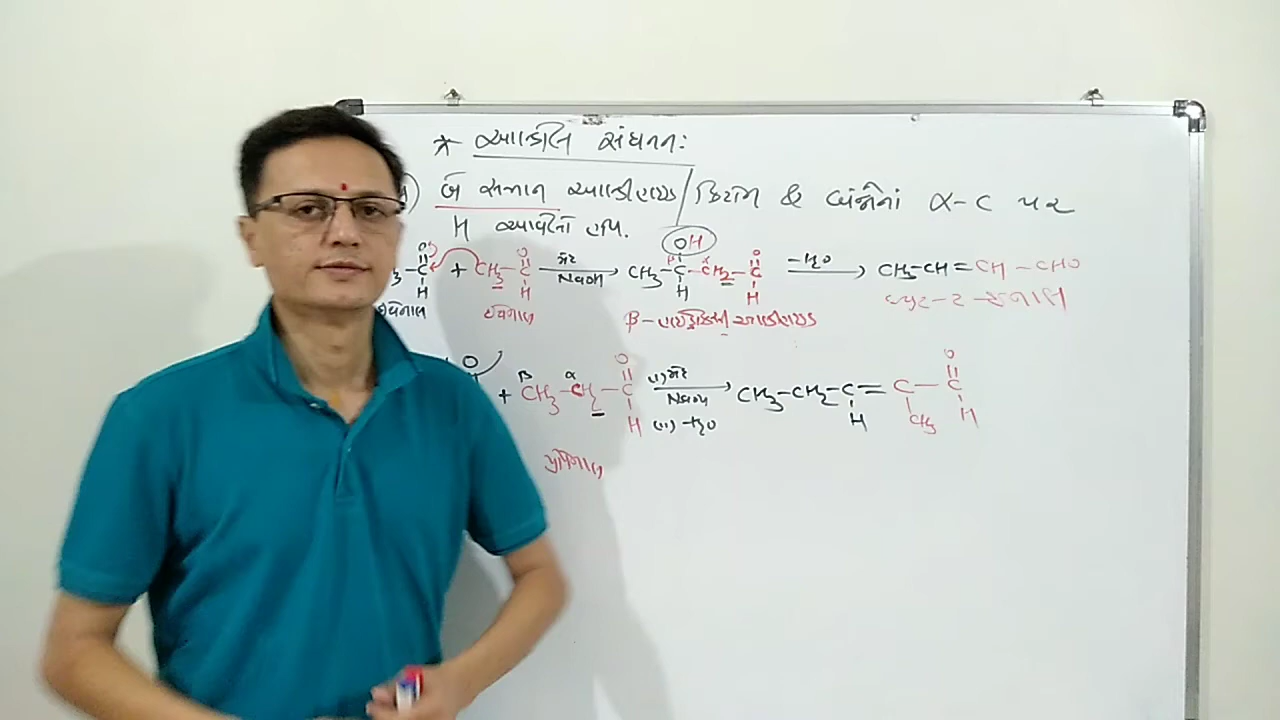 * આલ્ડોલ સંઘનન:
બે સમાન આલ્ડીહાઇડ/કિટોન & બંન્નેનાં α-C પર
H આવેલો હોય.
O OH O
C + CH3-C મંદ NaOH → CH3-C-CH2-C -H2O → CH3-CH=CH-CHO
H H H H
ઇથેનાલ ઇથેનાલ β-હાઇડ્રોક્સી આલ્ડીહાઇડ બ્યુટ-2-ઇનાલ
O β α O (i) મંદ O
+ CH3-CH2-C NaOH → CH3-CH2-C=C-C
H (ii) -H2O H CH3 H
પ્રોપેનાલ